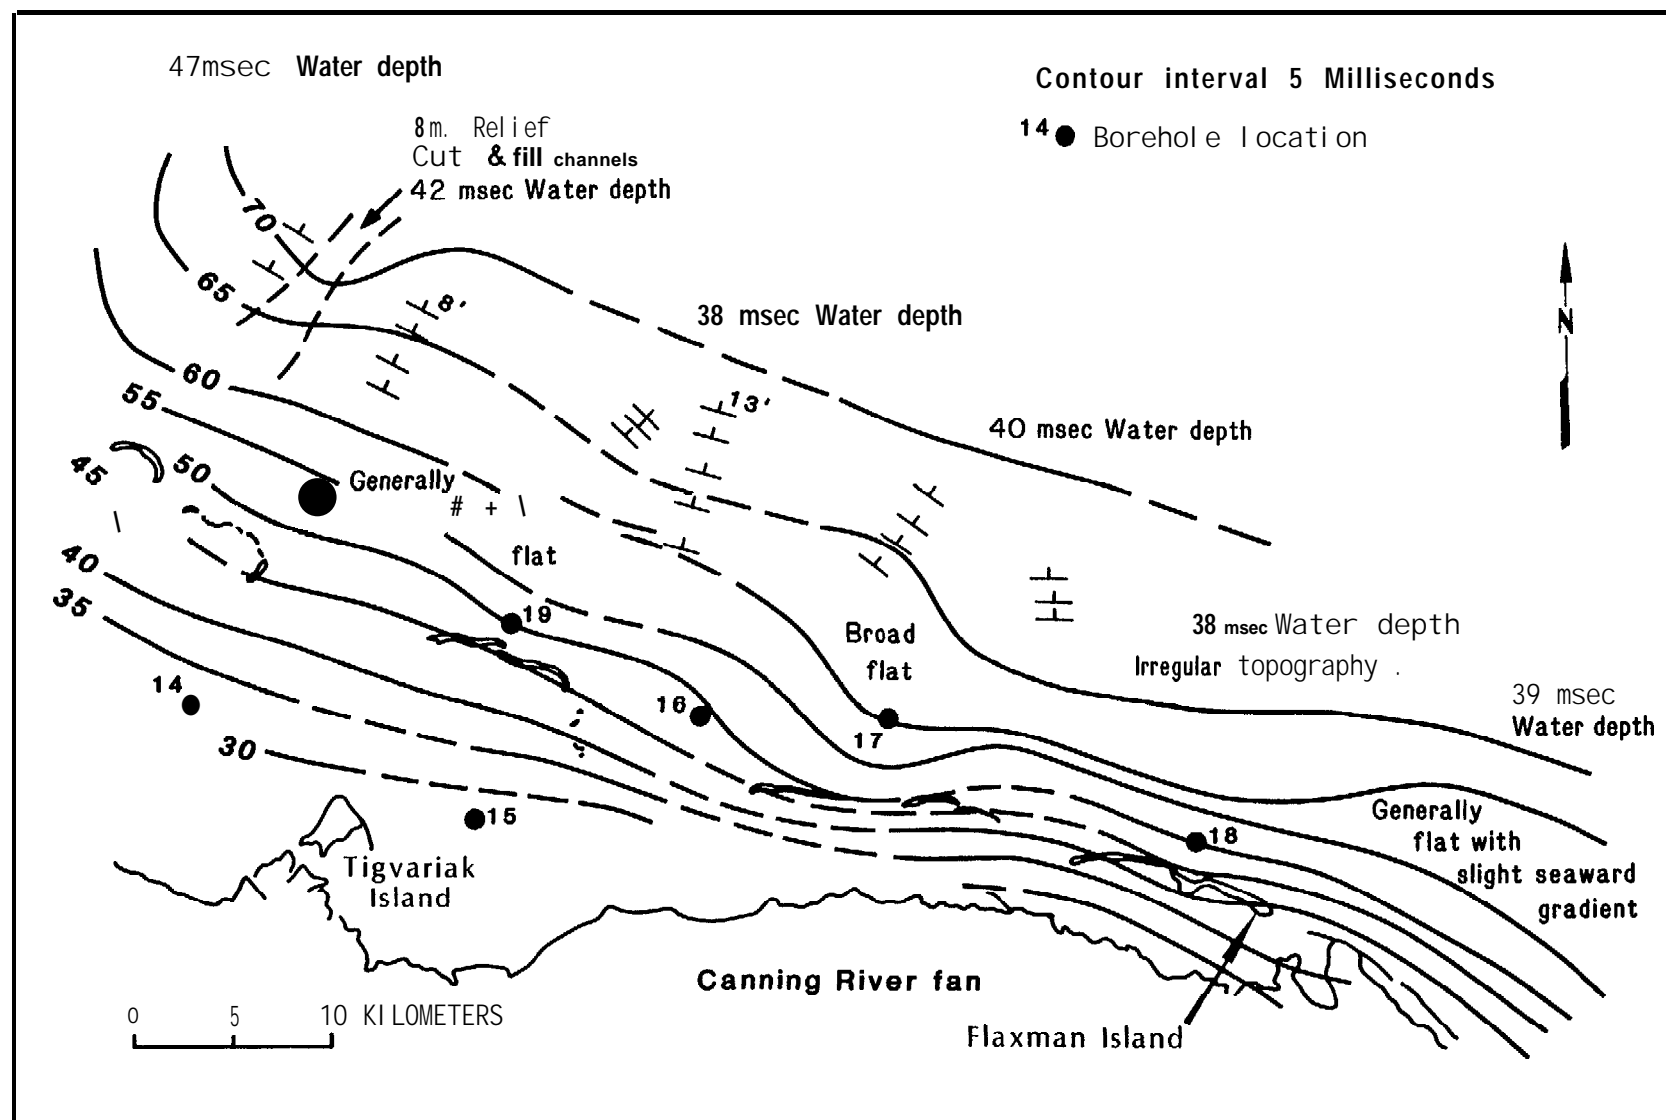 47msec Water depth
Contour interval 5 Milliseconds
8m. Relief
Cut & fill channels
42 msec Water depth
14 Borehole location
70
65
8'
38 msec Water depth
N
60
55
13'
40 msec Water depth
45
50
Generally
# + \
flat
40
35
19
Broad
flat
38 msec Water depth
Irregular topography .
14
16
17
39 msec
Water depth
30
15
18
Generally
flat with
slight seaward
gradient
Tigvariak
Island
Canning River fan
0 5 10 KILOMETERS
Flaxman Island